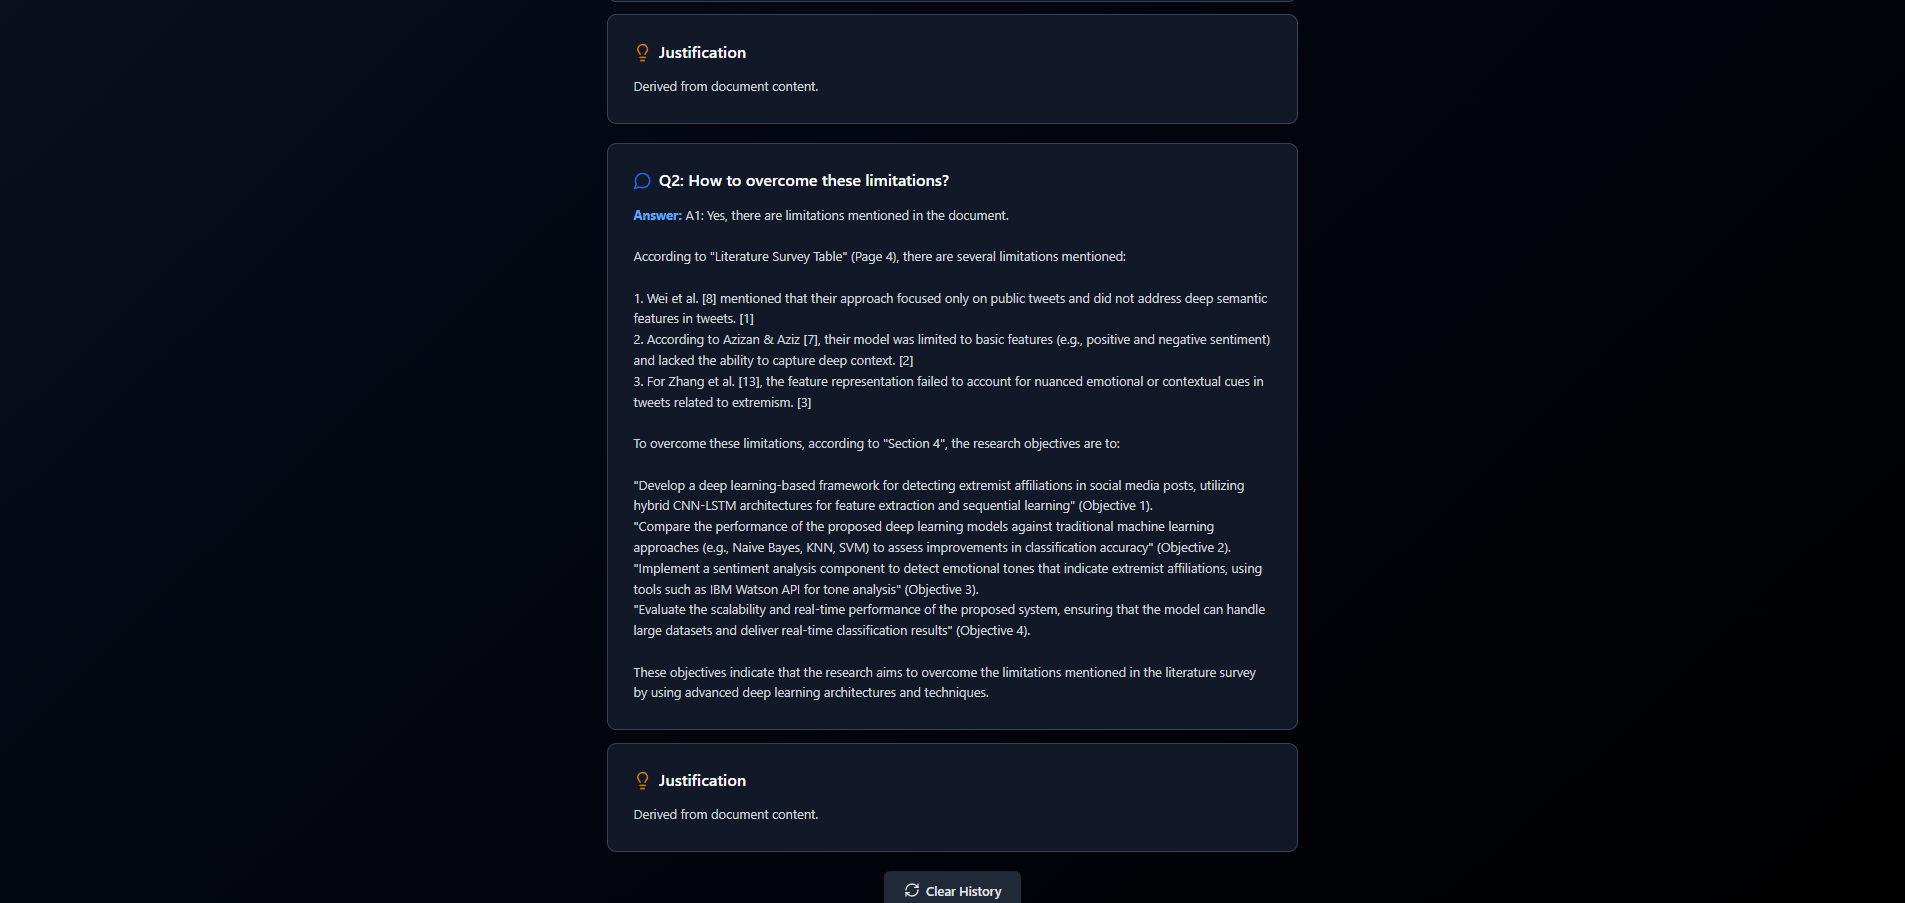 Justification
Derived from document content.
Q2: How to overcome these limitations?
Answer: A1: Yes, there are limitations mentioned in the document.
According to "Literature Survey Table" (Page 4), there are several limitations mentioned:
1. Wei et al. [8] mentioned that their approach focused only on public tweets and did not address deep semantic
features in tweets. [1]
2. According to Azizan & Aziz [7], their model was limited to basic features (e.g., positive and negative sentiment)
and lacked the ability to capture deep context. [2]
3. For Zhang et al. [13], the feature representation failed to account for nuanced emotional or contextual cues in
tweets related to extremism. [3]
To overcome these limitations, according to "Section 4", the research objectives are to:
"Develop a deep learning-based framework for detecting extremist affiliations in social media posts, utilizing
hybrid CNN-LSTM architectures for feature extraction and sequential learning" (Objective 1).
"Compare the performance of the proposed deep learning models against traditional machine learning
approaches (e.g., Naive Bayes, KNN, SVM) to assess improvements in classification accuracy" (Objective 2).
"Implement a sentiment analysis component to detect emotional tones that indicate extremist affiliations, using
tools such as IBM Watson API for tone analysis" (Objective 3).
"Evaluate the scalability and real-time performance of the proposed system, ensuring that the model can handle
large datasets and deliver real-time classification results" (Objective 4).
These objectives indicate that the research aims to overcome the limitations mentioned in the literature survey
by using advanced deep learning architectures and techniques.
Justification
Derived from document content.
Clear History